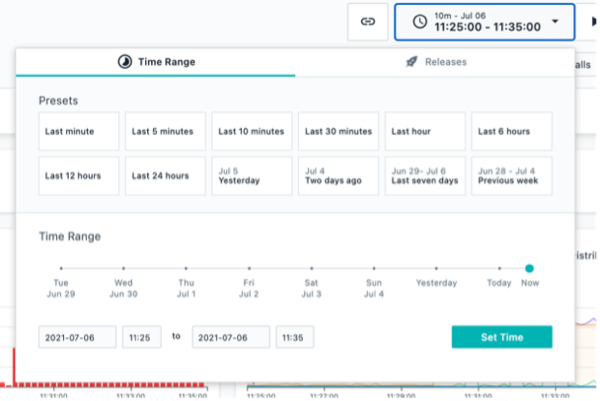 10m - Jul 06
11:25:00 - 11:35:00
Time Range
Releases
alls
Presets
Last minute
Last 5 minutes
Last 10 minutes
Last 30 minutes
Last hour
Last 6 hours
Last 12 hours
Last 24 hours
Jul 5
Yesterday
Jul 4
Two days ago
Jun 29- Jul 6
Last seven days
Jun 28 - Jul 4
Previous week
Time Range
istri
Tue
Jun 29
Wed
Jun 30
Thu
Jul 1
Fri
Jul 2
Sat
Jul 3
Sun
Jul 4
Yesterday
Today
Now
2021-07-06
11:25
to
2021-07-06
11:35
Set Time
11:31:00
11:33:00
11:35:00
11:25:00
11:27:00
11:29:00
11:31:00
11:33:00